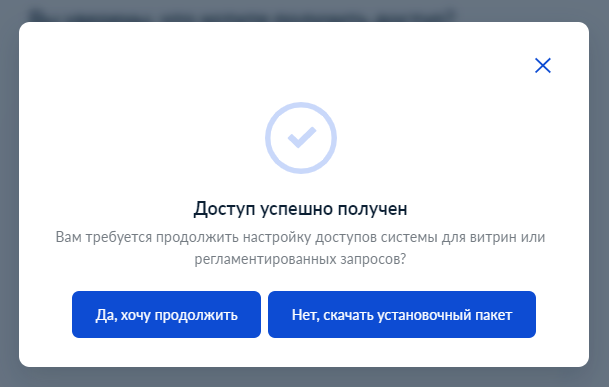 Доступ успешно получен
Вам требуется продолжить настройку доступов системы для витрин или
регламентированных запросов?
Да, хочу продолжить
Нет, скачать установочный пакет